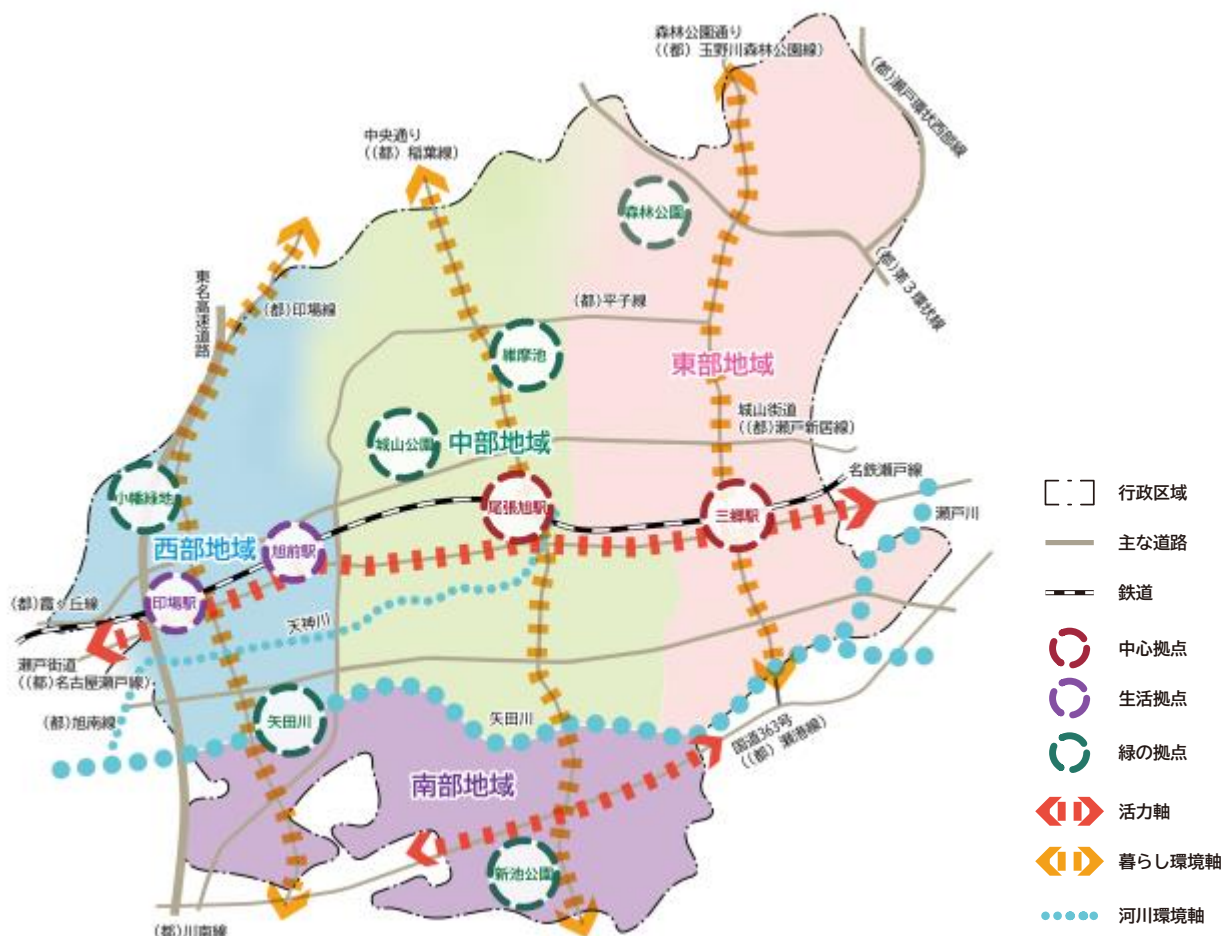 森林公園通り
((都) 玉野川森林公園線)
(都)瀬戸環状西部線
中央通り
((都) 稲葉線)
森林公園
東名高速道路
(都)印場線
(都)平子線
(都)第3環状線
維摩池
東部地域
城山街道
((都)瀬戸新居線)
城山公園
中部地域
名鉄瀬戸線
小幡緑地
尾張旭駅
三郷駅
瀬戸川
西部地域
旭前駅
印場駅
(都)霞ヶ丘線
天神川
瀬戸街道
((都)名古屋瀬戸線)
(都)旭南線
矢田川
矢田川
国道363号
((都) 瀬港線)
南部地域
新池公園
(都)川南線
行政区域
主な道路
鉄道
中心拠点
生活拠点
緑の拠点
活力軸
暮らし環境軸
河川環境軸